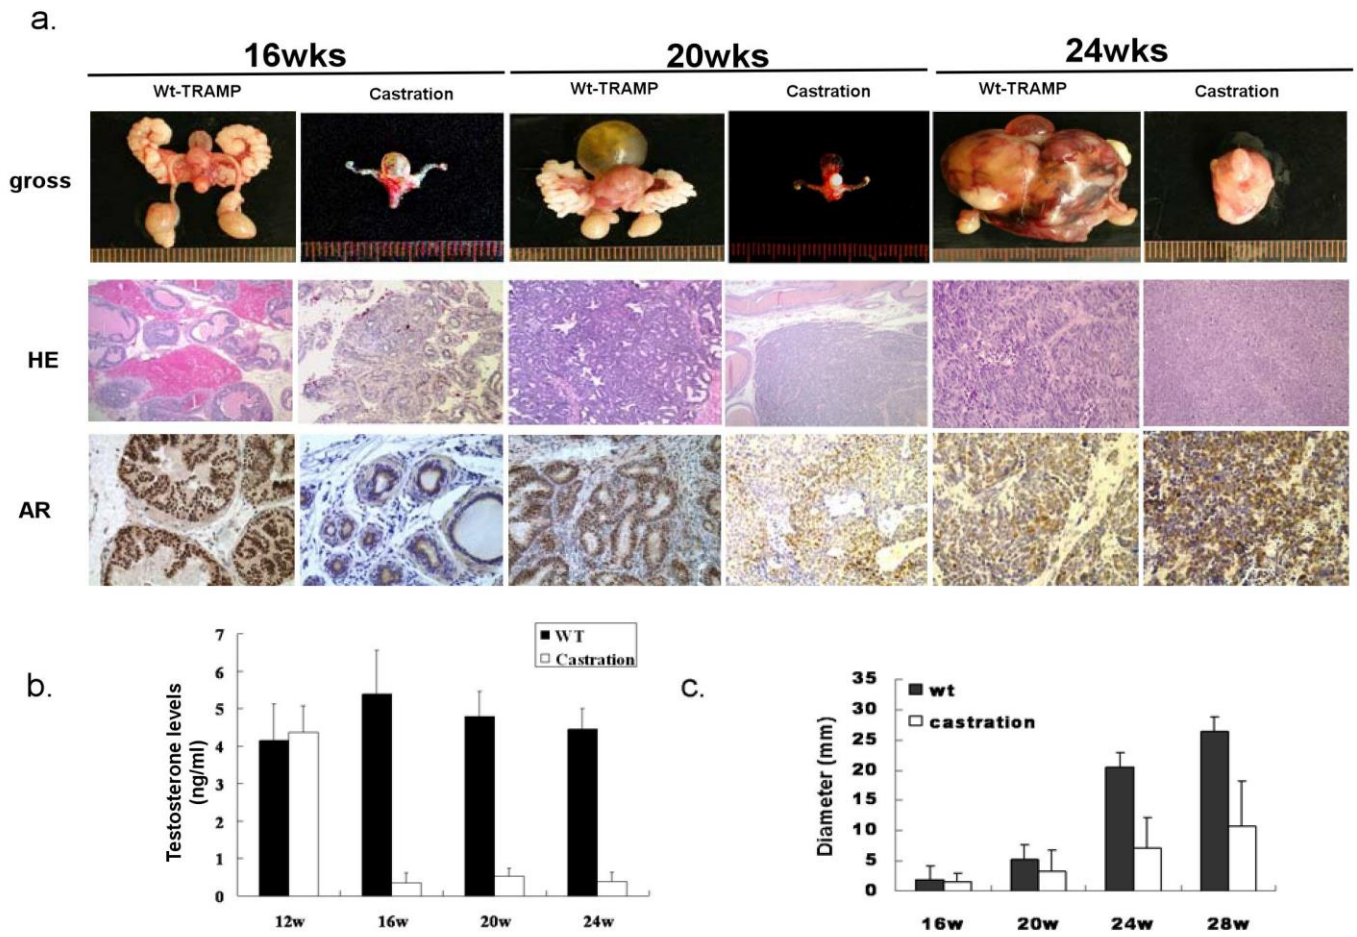 a.
16wks 20wks 24wks
Wt-TRAMP Castration Wt-TRAMP Castration Wt-TRAMP Castration
gross
HE
AR
b.
Testosterone levels
(ng/ml)
7
6
5
4
3
2
1
0
WT
Castration
12w 16w 20w 24w
c.
Diameter (mm)
35
30
25
20
15
10
5
0
wt
castration
16w 20w 24w 28w